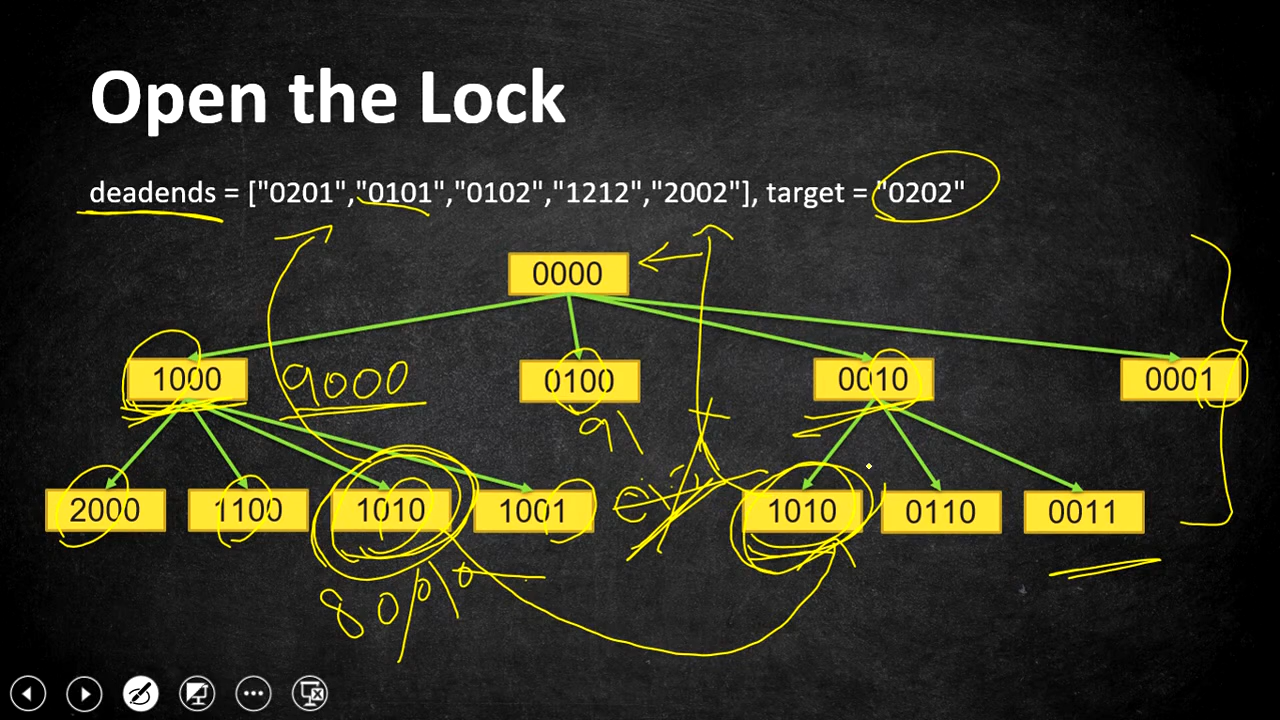 Open the Lock
deadends = ["0201","0101","0102","1212","2002"], target = "0202"
0000
1000 9000 0100 0010 0001
91
2000 1100 1010 1001 1010 0110 0011